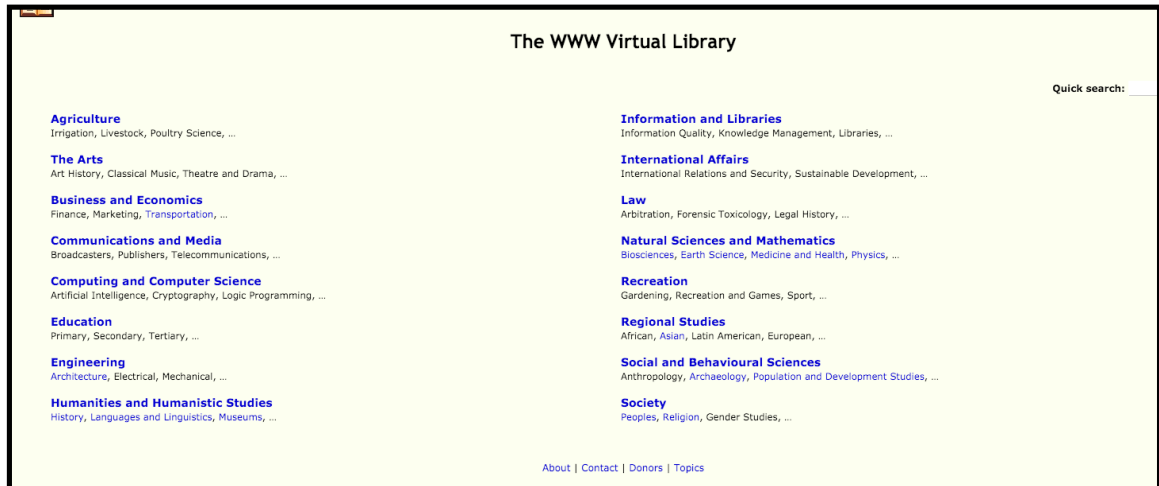 The WWW Virtual Library
Quick search:
Agriculture
Irrigation, Livestock, Poultry Science, ...
The Arts
Art History, Classical Music, Theatre and Drama, ...
Business and Economics
Finance, Marketing, Transportation, ...
Communications and Media
Broadcasters, Publishers, Telecommunications, ...
Computing and Computer Science
Artificial Intelligence, Cryptography, Logic Programming, ...
Education
Primary, Secondary, Tertiary, ...
Engineering
Architecture, Electrical, Mechanical, ...
Humanities and Humanistic Studies
History, Languages and Linguistics, Museums, ...
Information and Libraries
Information Quality, Knowledge Management, Libraries, ...
International Affairs
International Relations and Security, Sustainable Development, ...
Law
Arbitration, Forensic Toxicology, Legal History, ...
Natural Sciences and Mathematics
Biosciences, Earth Science, Medicine and Health, Physics, ...
Recreation
Gardening, Recreation and Games, Sport, ...
Regional Studies
African, Asian, Latin American, European, ...
Social and Behavioural Sciences
Anthropology, Archaeology, Population and Development Studies, ...
Society
Peoples, Religion, Gender Studies, ...
About | Contact | Donors | Topics